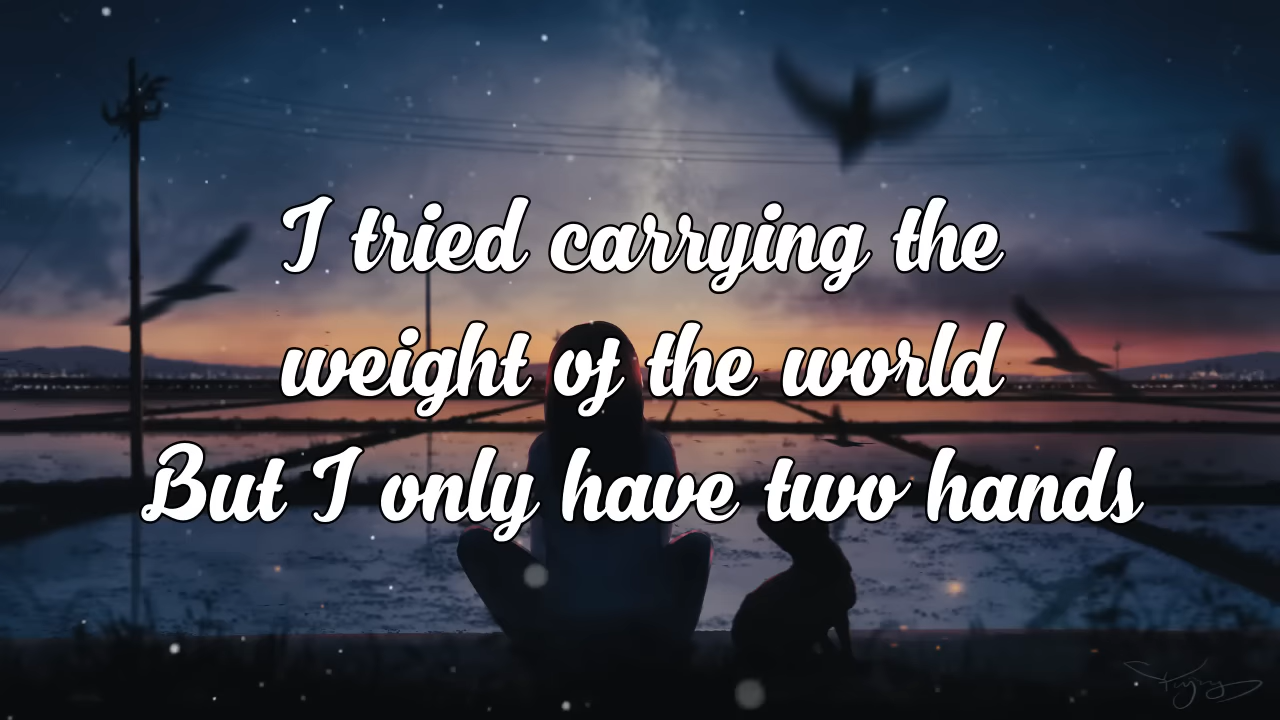 I tried carrying the
weight of the world
But I only have two hands